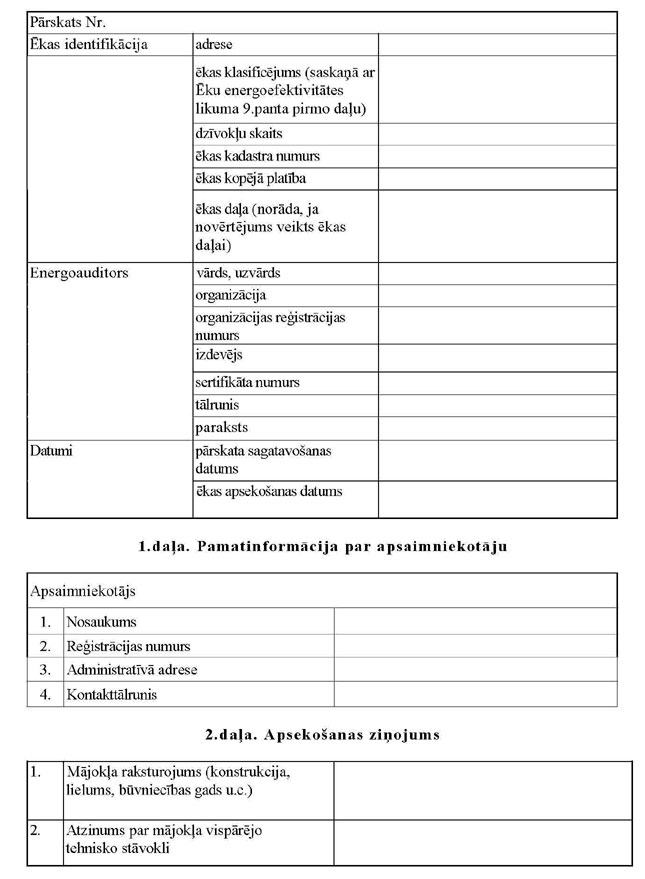 Pārskats Nr.
Ēkas identifikācija adrese
ēkas klasificējums (saskaņā ar
Ēku energoefektivitātes
likuma 9.panta pirmo daļu)
dzīvokļu skaits
ēkas kadastra numurs
ēkas kopējā platība
ēkas daļa (norāda, ja
novērtējums veikts ēkas
daļai)
Energoauditors vārds, uzvārds
organizācija
organizācijas reģistrācijas
numurs
izdevējs
sertifikāta numurs
tālrunis
paraksts
Datumi pārskata sagatavošanas
datums
ēkas apsekošanas datums
1.daļa. Pamatinformācija par apsaimniekotāju
Apsaimniekotājs
1. Nosaukums
2. Reģistrācijas numurs
3. Administratīvā adrese
4. Kontakttālrunis
2.daļa. Apsekošanas ziņojums
1. Mājokļa raksturojums (konstrukcija,
lielums, būvniecības gads u.c.)
2. Atzinums par mājokļa vispārējo
tehnisko stāvokli